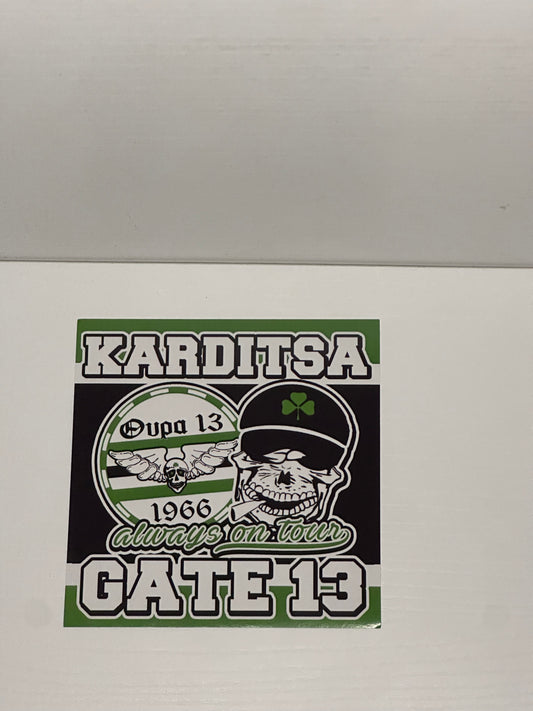 KARDITSA
Θυρα 13
1966
always on tour
GATE 13